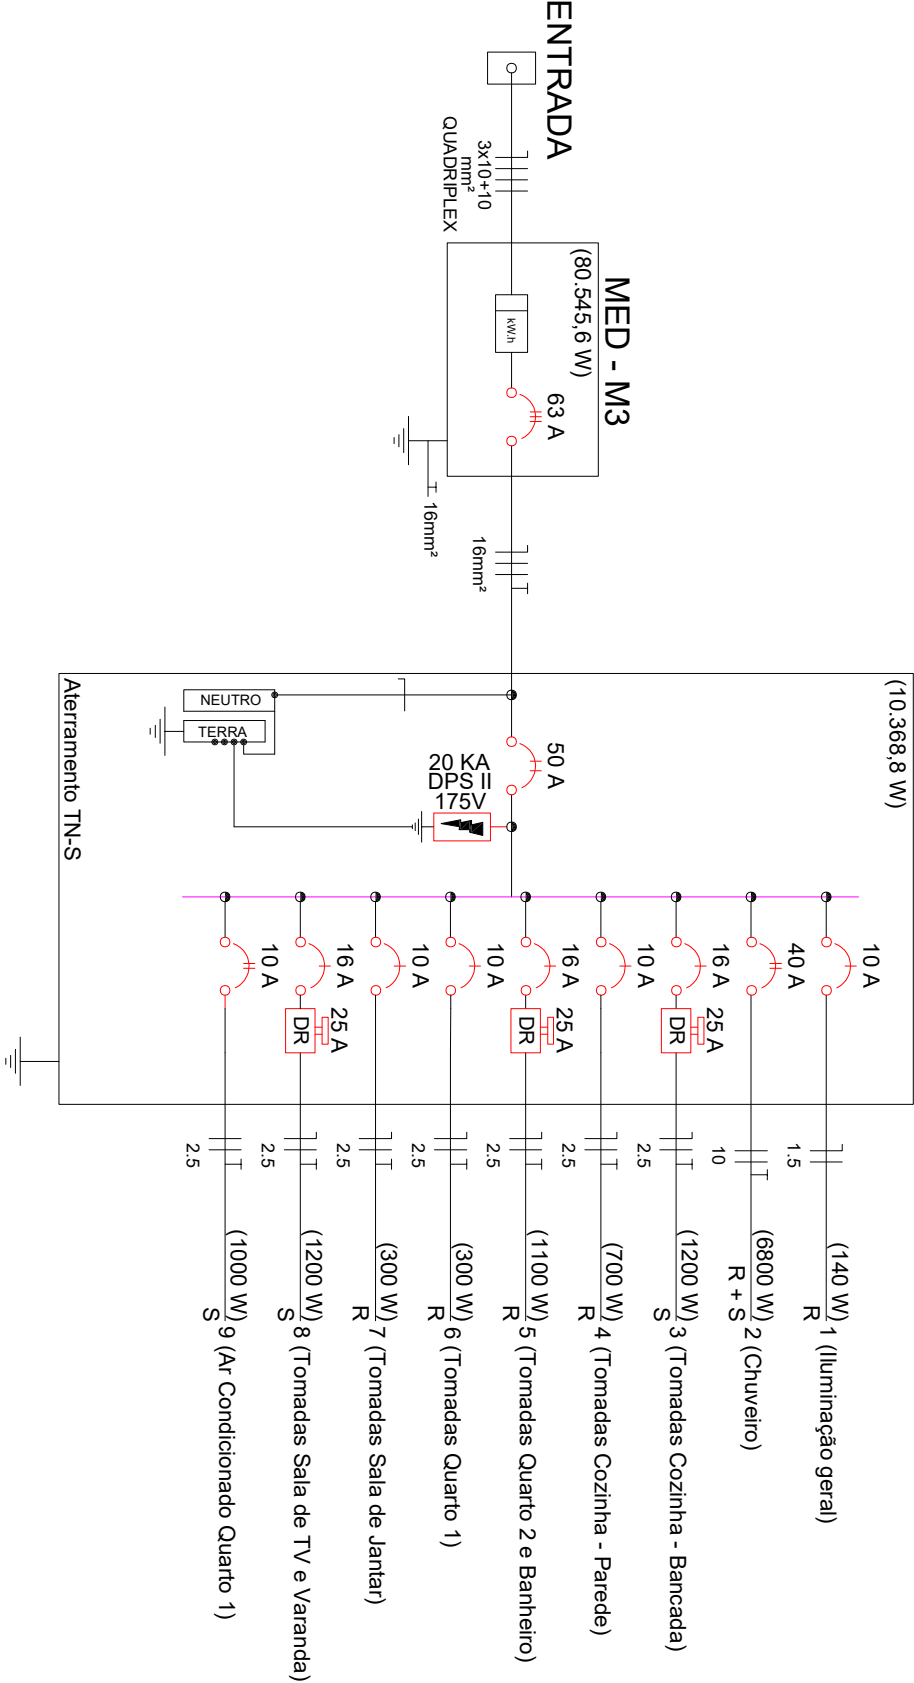 ENTRADA
3x10+10
mm²
QUADRIPLEX
MED - M3
(80.545,6 W)
kW.h
63 A
16mm²
16mm²
(10.368,8 W)
50 A
20 KA
DPS II
175V
NEUTRO
TERRA
Aterramento TN-S
10 A
1.5
(140 W)
R
1 (Iluminação geral)
40 A
10
(6800 W)
R + S
2 (Chuveiro)
16 A
25 A
DR
2.5
(1200 W)
S
3 (Tomadas Cozinha - Bancada)
10 A
2.5
(700 W)
R
4 (Tomadas Cozinha - Parede)
16 A
25 A
DR
2.5
(1100 W)
R
5 (Tomadas Quarto 2 e Banheiro)
10 A
2.5
(300 W)
R
6 (Tomadas Quarto 1)
10 A
2.5
(300 W)
R
7 (Tomadas Sala de Jantar)
16 A
25 A
DR
2.5
(1200 W)
S
8 (Tomadas Sala de TV e Varanda)
10 A
2.5
(1000 W)
S
9 (Ar Condicionado Quarto 1)